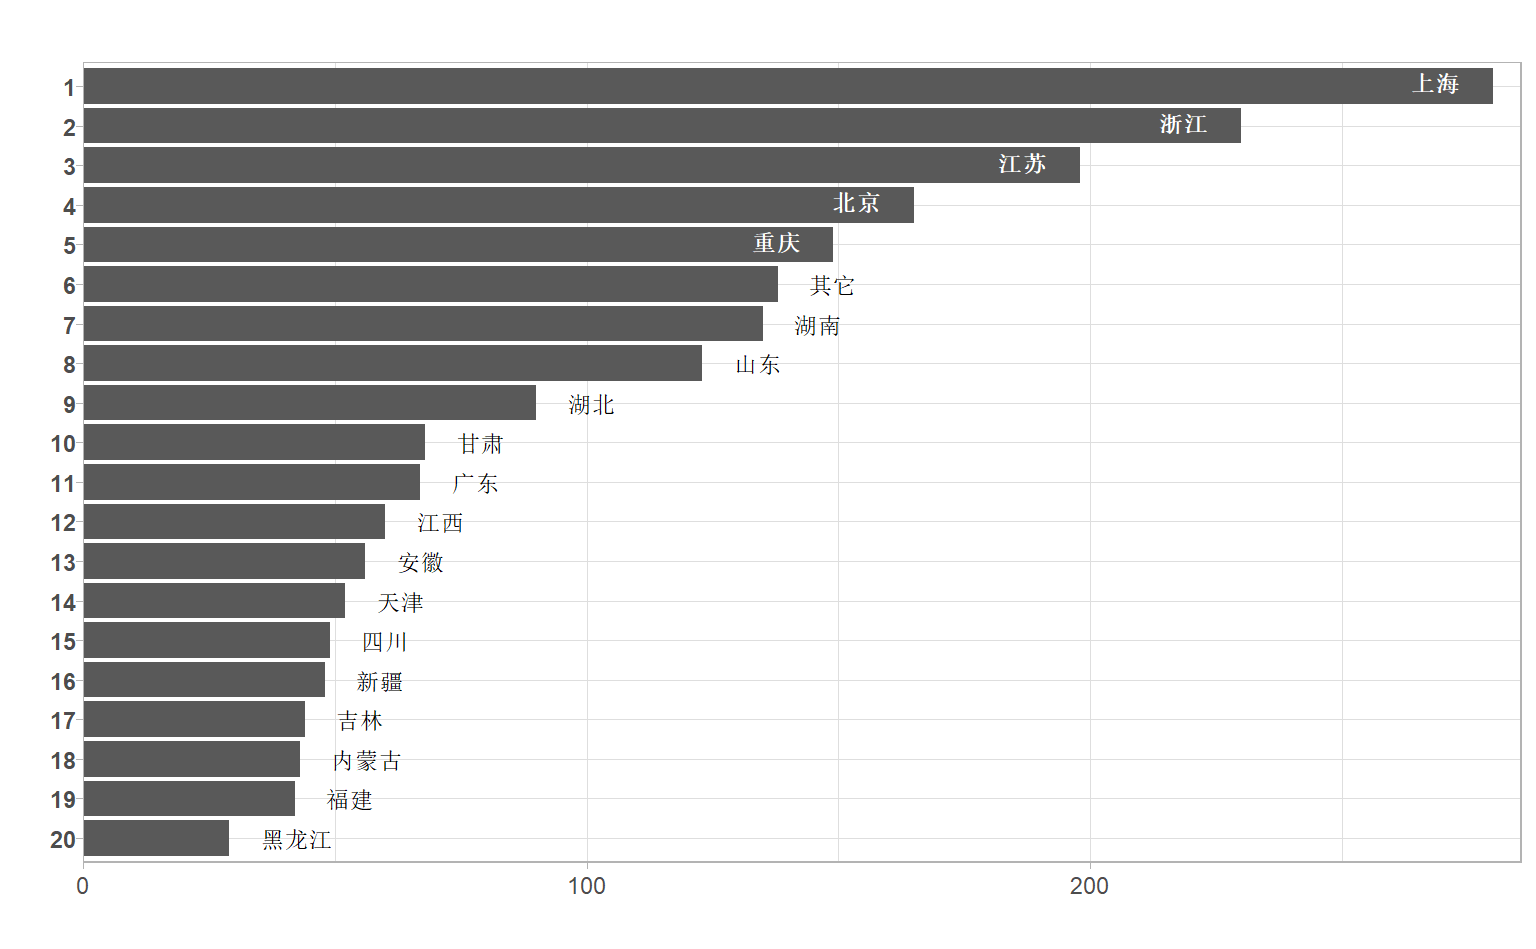 1 上海
2 浙江
3 江苏
4 北京
5 重庆
6 其它
7 湖南
8 山东
9 湖北
10 甘肃
11 广东
12 江西
13 安徽
14 天津
15 四川
16 新疆
17 吉林
18 内蒙古
19 福建
20 黑龙江
0 100 200